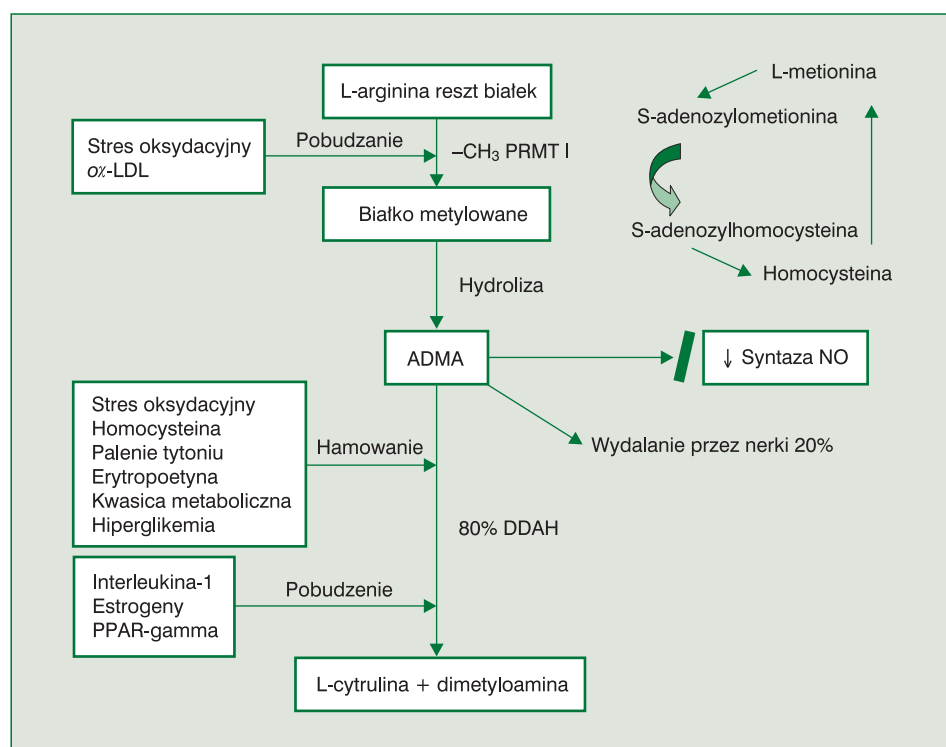 L-arginina reszt białek
L-metionina
S-adenozylometionina
Stres oksydacyjny
oχ-LDL
Pobudzanie
–CH₃ PRMT I
Białko metylowane
S-adenozylhomocysteina
Homocysteina
Hydroliza
ADMA
↓ Syntaza NO
Stres oksydacyjny
Homocysteina
Palenie tytoniu
Erytropoetyna
Kwasica metaboliczna
Hiperglikemia
Hamowanie
Wydalanie przez nerki 20%
80% DDAH
Interleukina-1
Estrogeny
PPAR-gamma
Pobudzenie
L-cytrulina + dimetyloamina